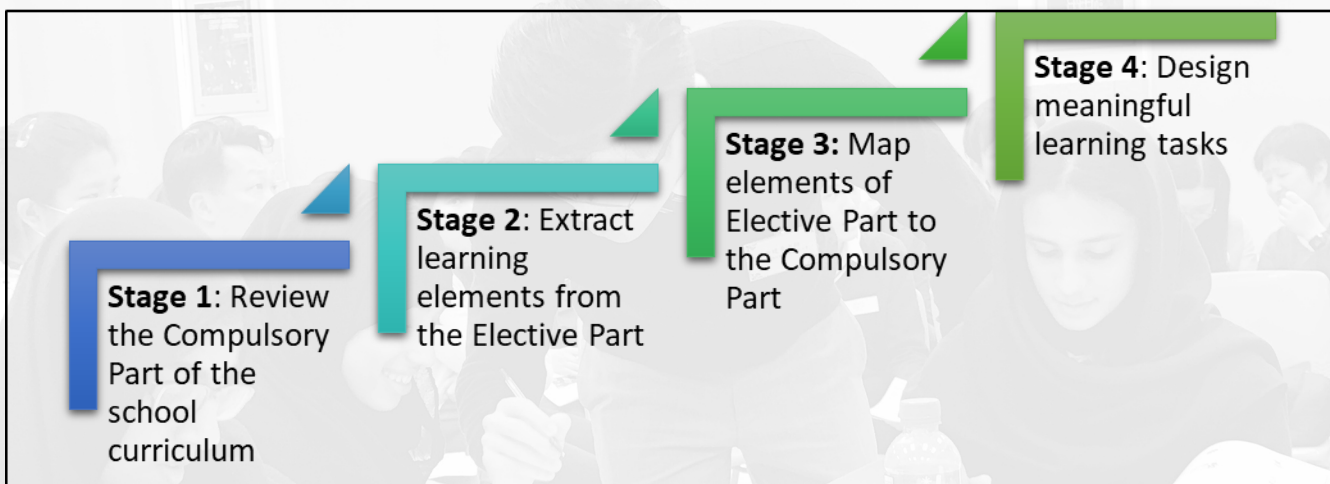 Stage 1: Review
the Compulsory
Part of the
school
curriculum
Stage 2: Extract
learning
elements from
the Elective Part
Stage 3: Map
elements of
Elective Part to
the Compulsory
Part
Stage 4: Design
meaningful
learning tasks